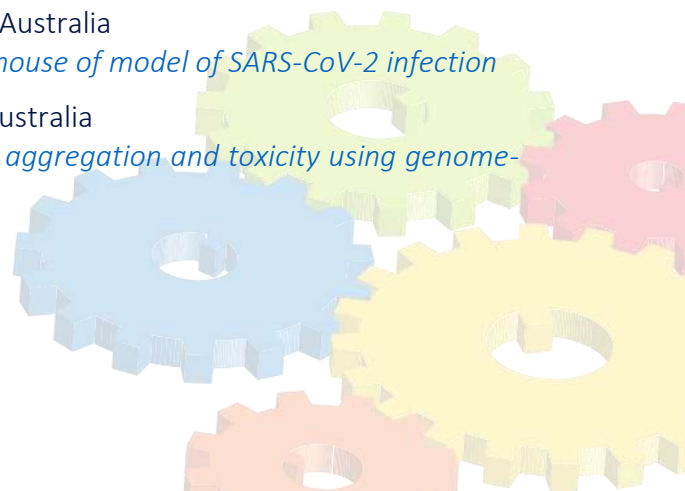 Australia
mouse of model of SARS-CoV-2 infection
ustralia
aggregation and toxicity using genome-